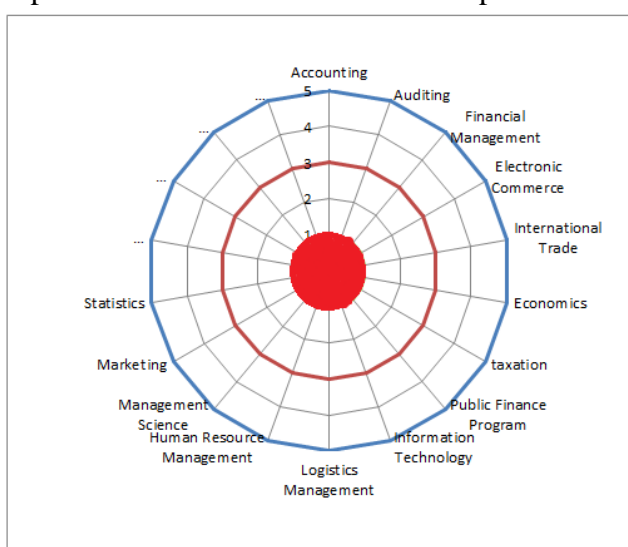 Accounting
Auditing
Financial
Management
Electronic
Commerce
International
Trade
Economics
taxation
Public Finance
Program
Information
Technology
Logistics
Management
Human Resource
Management
Management
Science
Marketing
Statistics
...
...
...
...
5
4
3
2
1